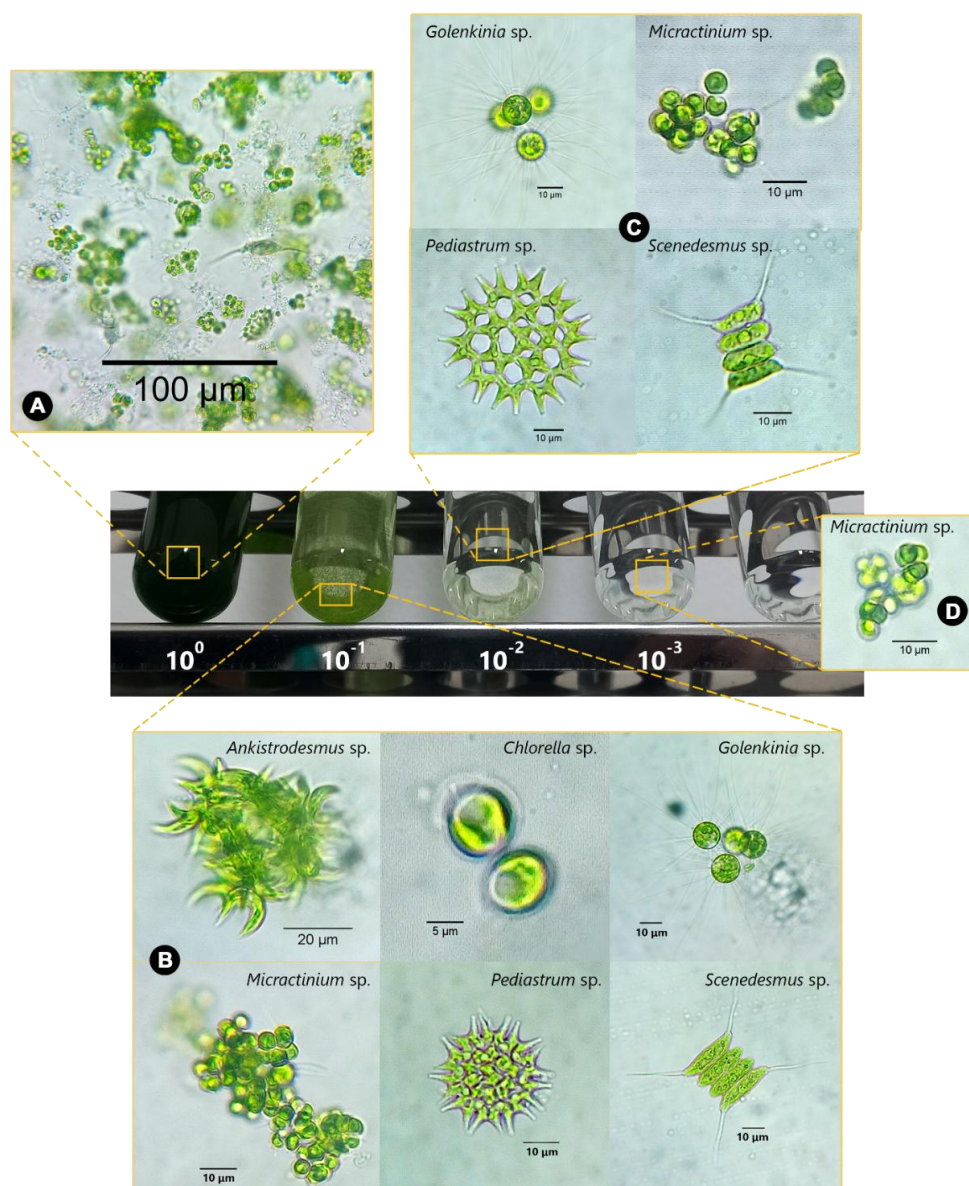 Golenkinia sp.
Micractinium sp.
10 µm
10 µm
C
Pediastrum sp.
Scenedesmus sp.
10 µm
10 µm
100 µm
A
10⁰
10⁻¹
10⁻²
10⁻³
Micractinium sp.
D
10 µm
Ankistrodesmus sp.
Chlorella sp.
Golenkinia sp.
20 µm
5 µm
10 µm
B
Micractinium sp.
Pediastrum sp.
Scenedesmus sp.
10 µm
10 µm
10 µm